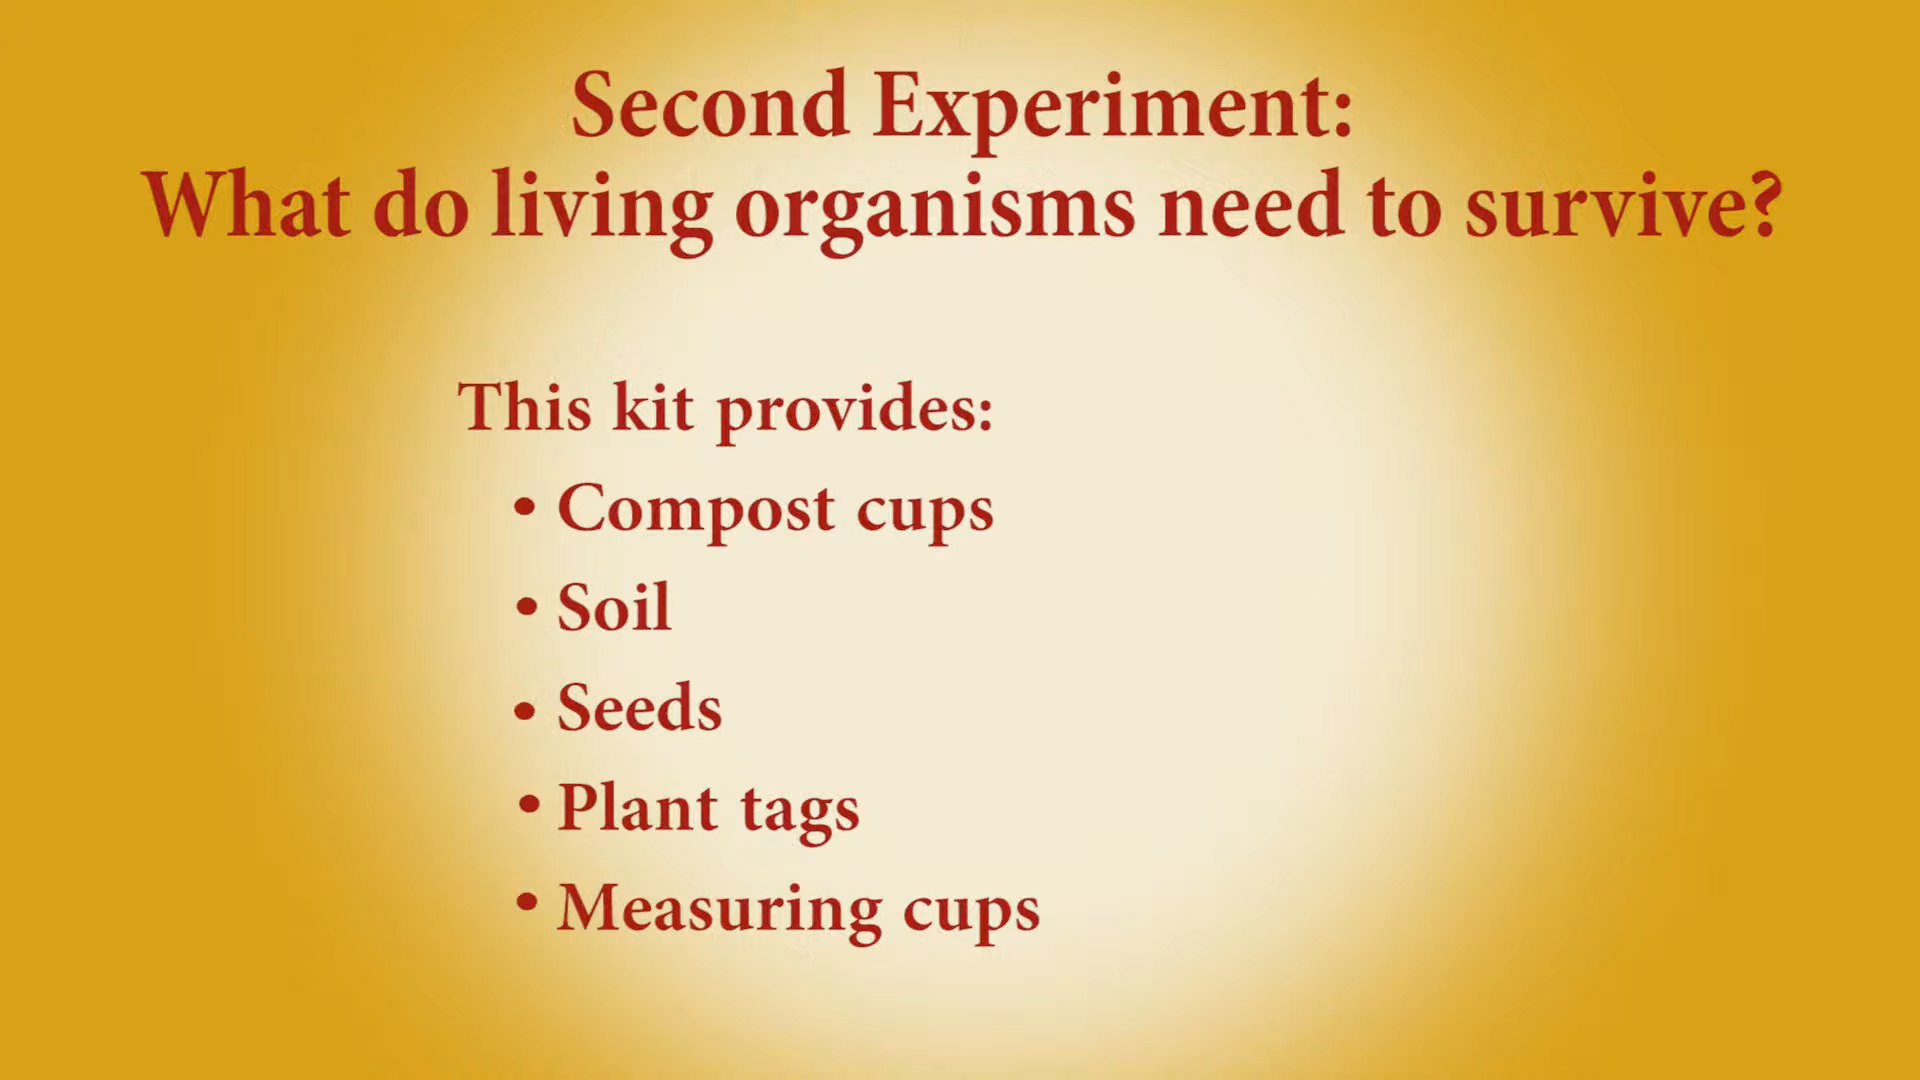 Second Experiment:
What do living organisms need to survive?
This kit provides:
• Compost cups
• Soil
• Seeds
• Plant tags
• Measuring cups